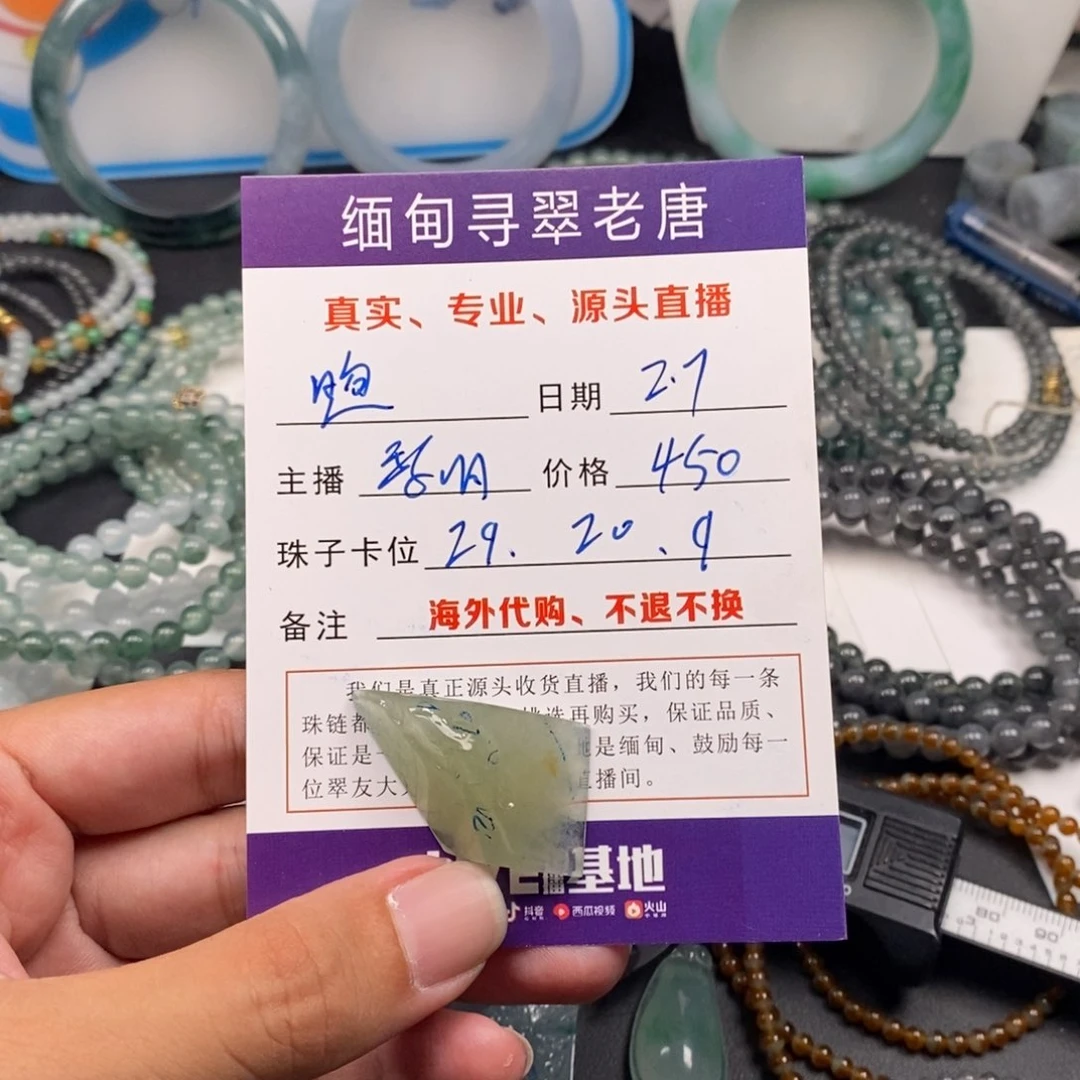 缅甸寻翠老唐
真实、专业、源头直播
日期 2.7
主播 价格 450
珠子卡位 29. 20 . 9
备注 海外代购、不退不换
我们是真正源头收货直播，我们的每一条
珠链都 挑选再购买，保证品质、
保证是 是缅甸、鼓励每一
位翠友大 直播间。
基地
抖音 西瓜视频 火山
80 90